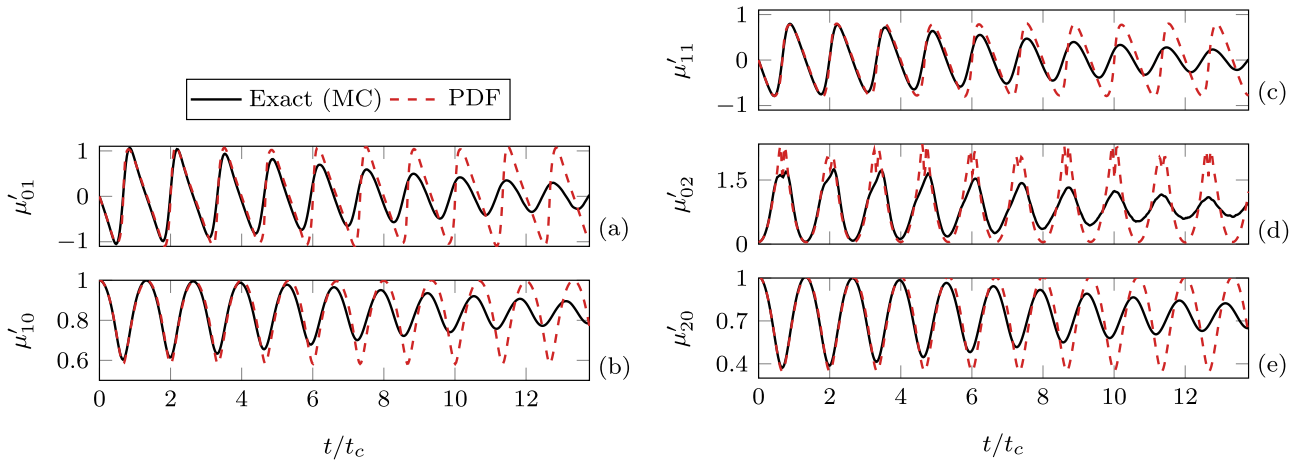 Exact (MC) PDF
1
0
−1
μ′01
(a)
1
0.8
0.6
μ′10
(b)
0 2 4 6 8 10 12
t/tc
1
0
−1
μ′11
(c)
1.5
0
μ′02
(d)
1
0.7
0.4
μ′20
(e)
0 2 4 6 8 10 12
t/tc